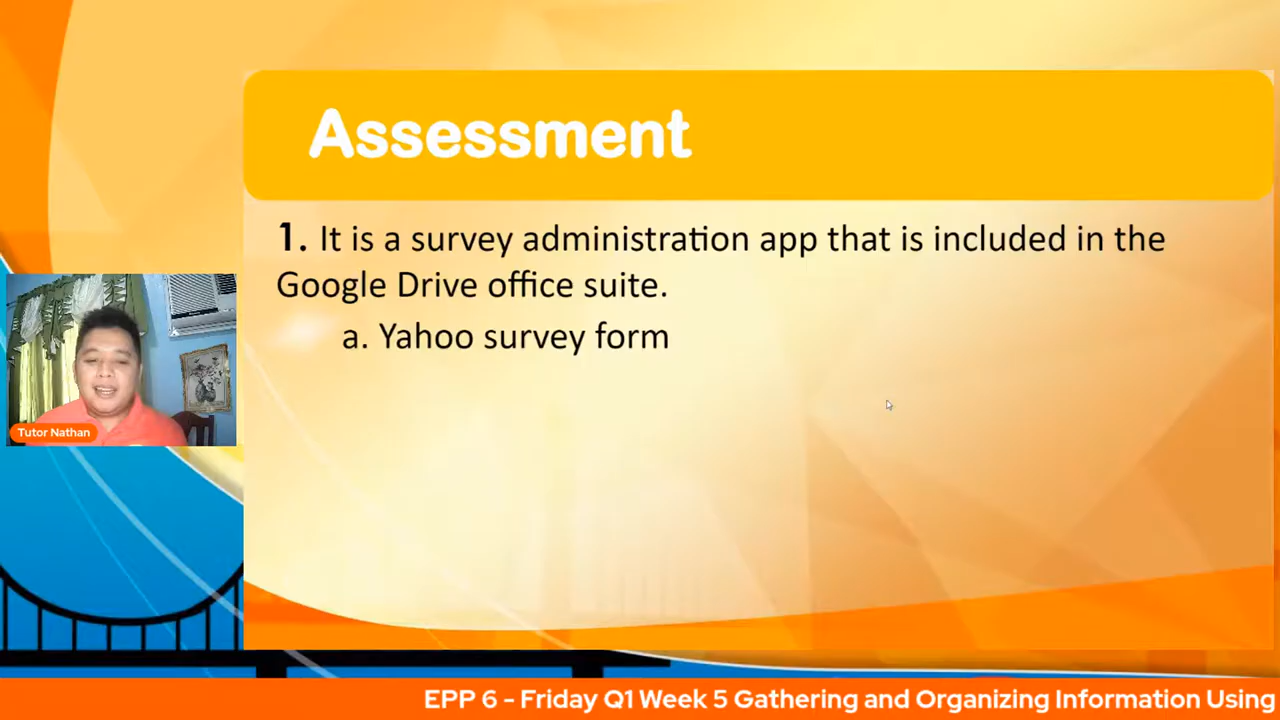 Assessment
1. It is a survey administration app that is included in the
Google Drive office suite.
a. Yahoo survey form
Tutor Nathan
EPP 6 - Friday Q1 Week 5 Gathering and Organizing Information Using